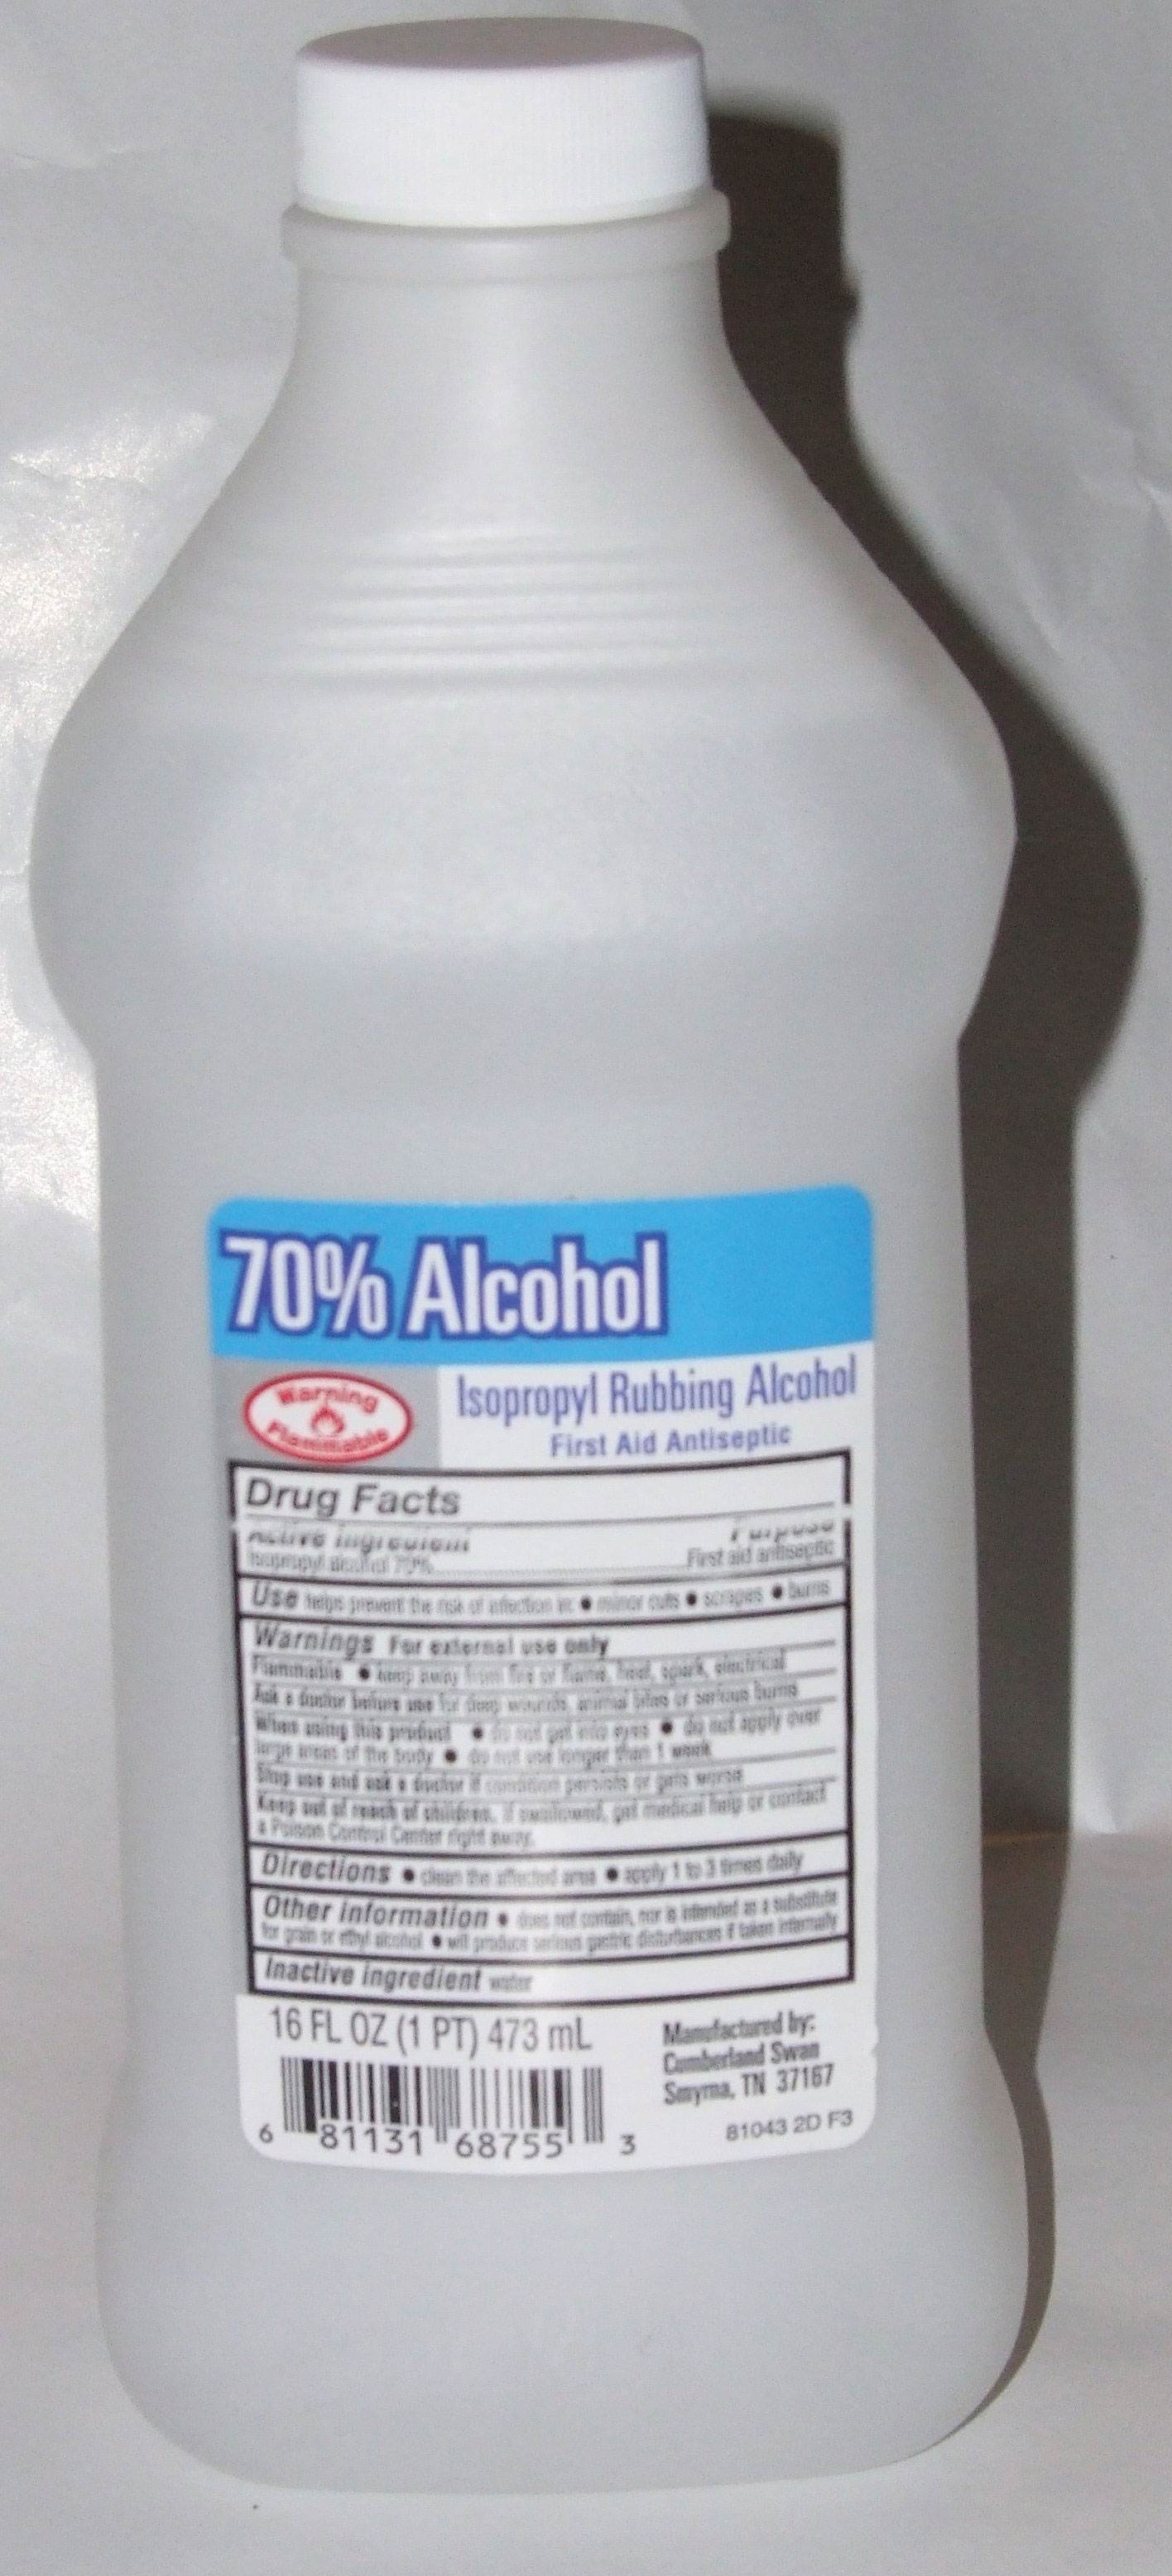 70% Alcohol
Warning
Flammable
Isopropyl Rubbing Alcohol
First Aid Antiseptic
Drug Facts
Active ingredient Purpose
Isopropyl alcohol 70% First aid antiseptic
Use helps prevent the risk of infection in: ● minor cuts ● scrapes ● burns
Warnings For external use only
Flammable ● keep away from fire or flame, heat, spark, electrical
Ask a doctor before use for deep wounds, animal bites or serious burns
When using this product ● do not get into eyes ● do not apply over
large areas of the body ● do not use longer than 1 week
Stop use and ask a doctor if condition persists or gets worse
Keep out of reach of children. If swallowed, get medical help or contact
a Poison Control Center right away.
Directions ● clean the affected area ● apply 1 to 3 times daily
Other information ● does not contain, nor is intended as a substitute
for grain or ethyl alcohol ● will produce serious gastric disturbances if taken internally
Inactive ingredient water
16 FL OZ (1 PT) 473 mL
Manufactured by:
Cumberland Swan
Smyrna, TN 37167
81043 2D F3
6 81131 68755 3